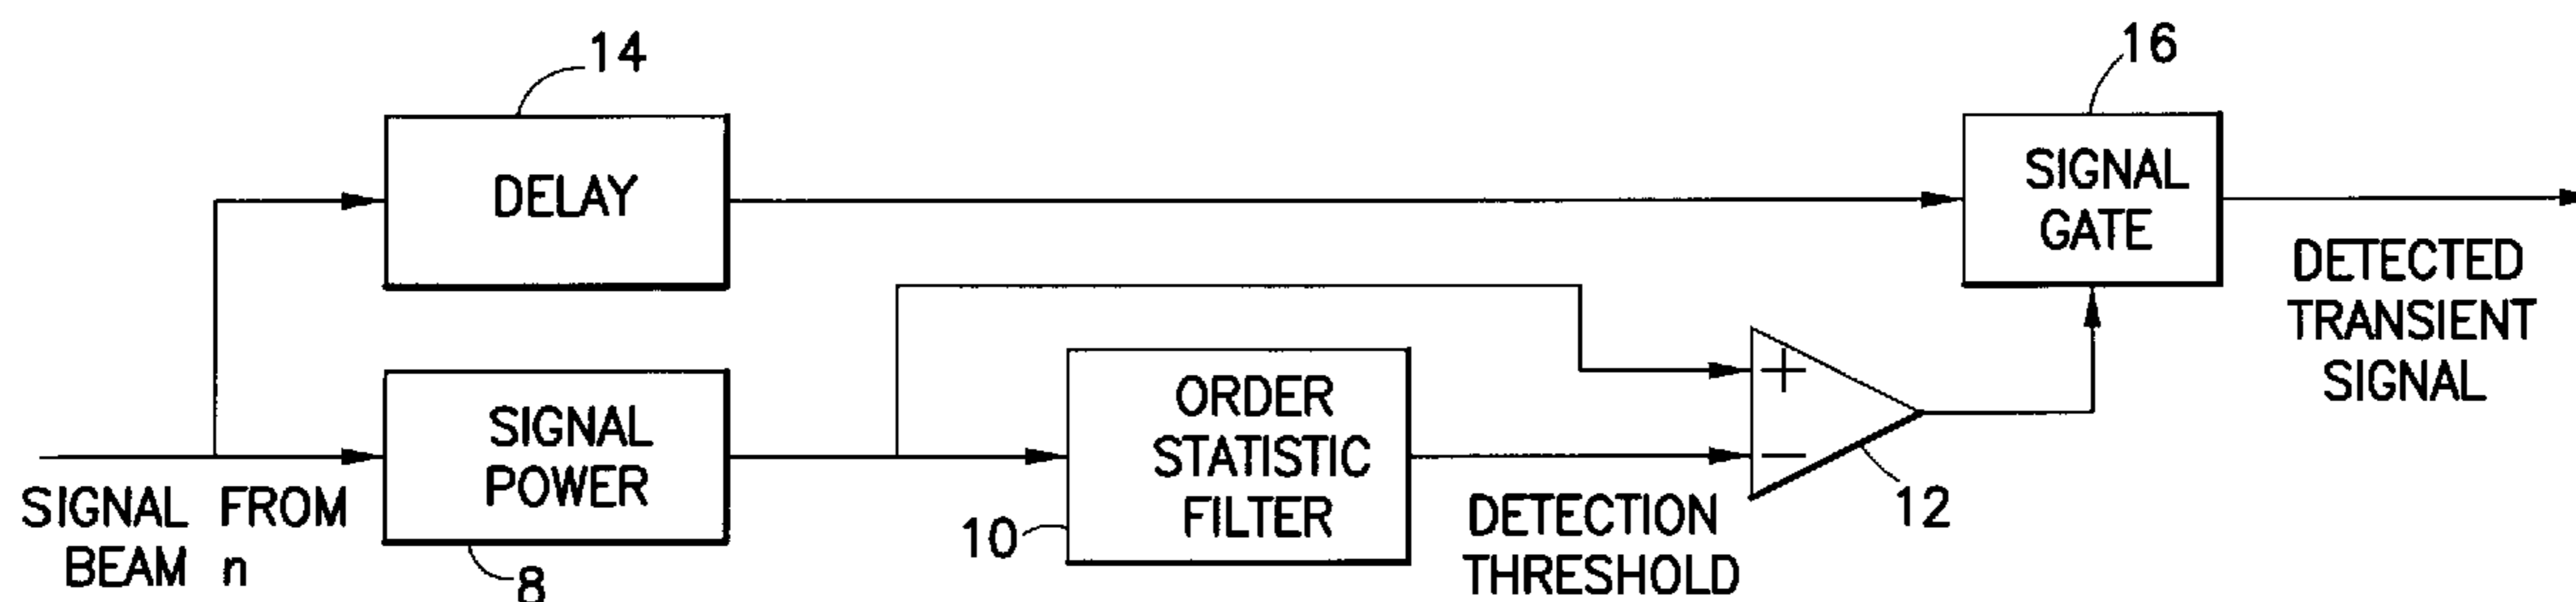 14
DELAY
16
SIGNAL
GATE
DETECTED
TRANSIENT
SIGNAL
SIGNAL FROM
BEAM n
SIGNAL
POWER
8
ORDER
STATISTIC
FILTER
10
DETECTION
THRESHOLD
+
−
12